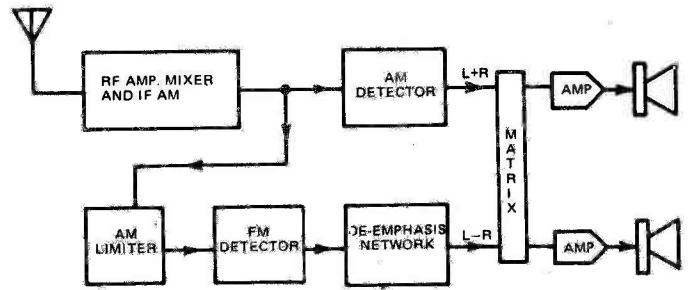 RF AMP. MIXER
AND IF AM
AM
DETECTOR
L+R
MATRIX
AMP
AM
LIMITER
FM
DETECTOR
DE-EMPHASIS
NETWORK
L-R
AMP